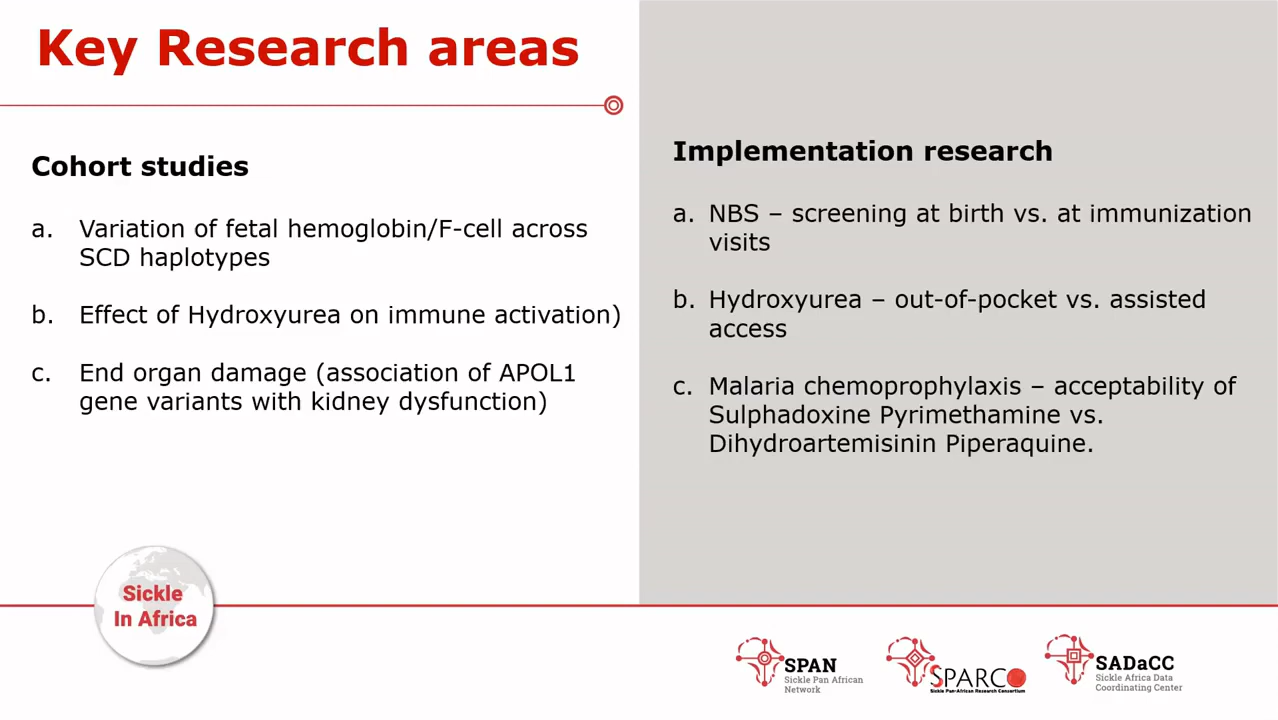 Key Research areas
Cohort studies
a. Variation of fetal hemoglobin/F-cell across
SCD haplotypes
b. Effect of Hydroxyurea on immune activation)
c. End organ damage (association of APOL1
gene variants with kidney dysfunction)
Implementation research
a. NBS – screening at birth vs. at immunization
visits
b. Hydroxyurea – out-of-pocket vs. assisted
access
c. Malaria chemoprophylaxis – acceptability of
Sulphadoxine Pyrimethamine vs.
Dihydroartemisinin Piperaquine.
Sickle
In Africa
SPAN
Sickle Pan African
Network
SPARCO
Sickle Pan-African Research Consortium
SADaCC
Sickle Africa Data
Coordinating Center